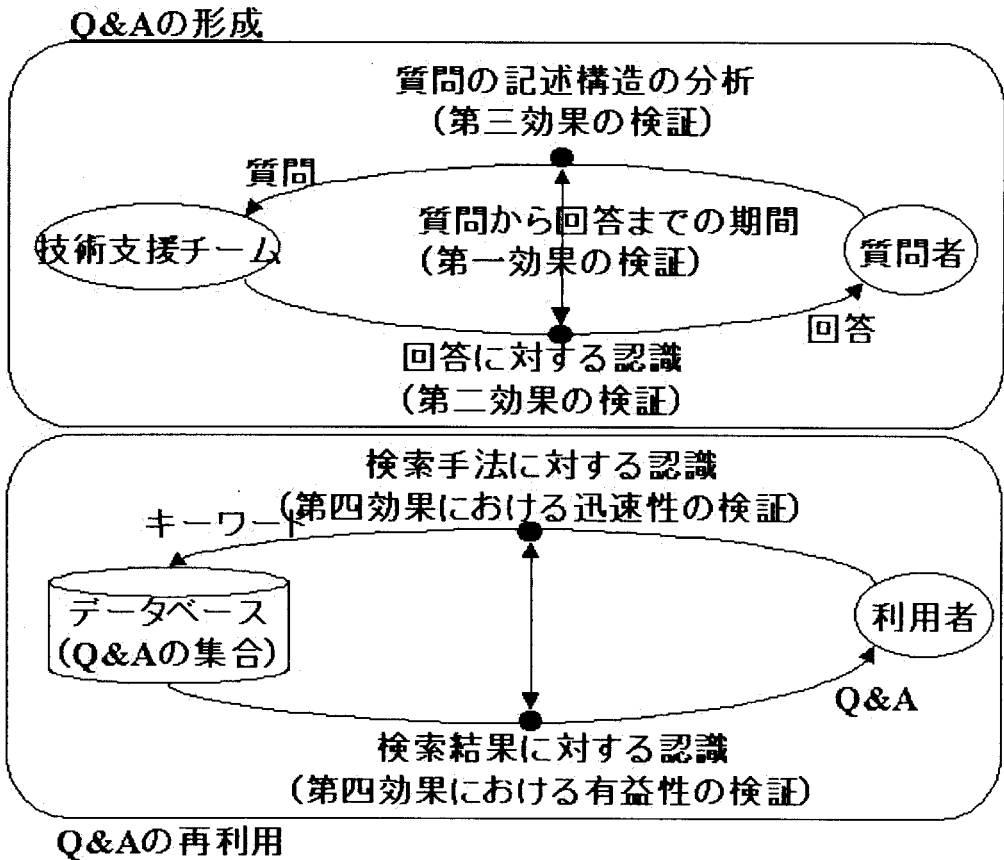 Q&Aの形成
質問の記述構造の分析
（第三効果の検証）
質問
技術支援チーム
質問から回答までの期間
（第一効果の検証）
質問者
回答
回答に対する認識
（第二効果の検証）
検索手法に対する認識
（第四効果における迅速性の検証）
キーワード
データベース
（Q&Aの集合）
利用者
Q&A
検索結果に対する認識
（第四効果における有益性の検証）
Q&Aの再利用